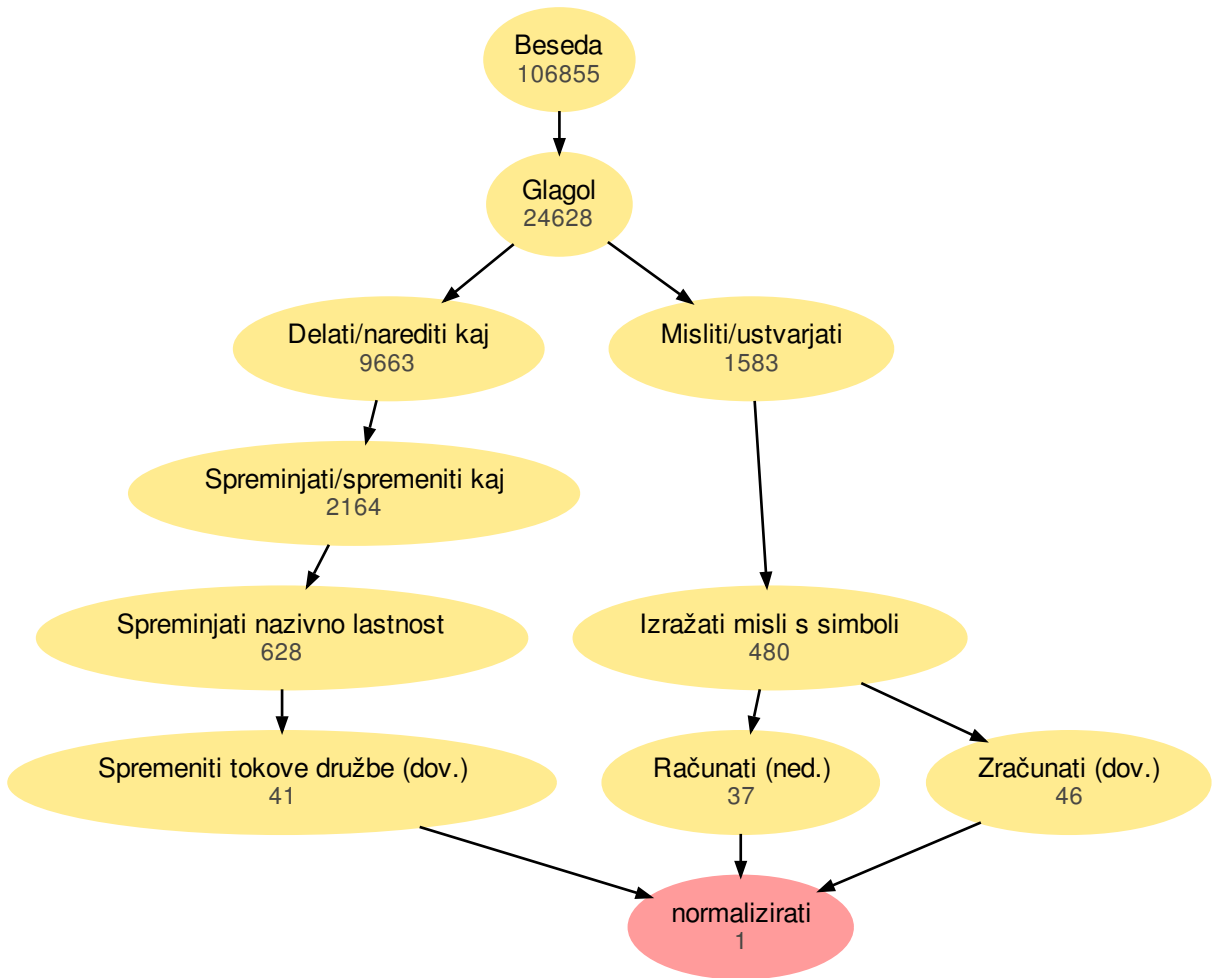 Beseda
106855
Glagol
24628
Delati/narediti kaj
9663
Misliti/ustvarjati
1583
Spreminjati/spremeniti kaj
2164
Spreminjati nazivno lastnost
628
Izražati misli s simboli
480
Spremeniti tokove družbe (dov.)
41
Računati (ned.)
37
Zračunati (dov.)
46
normalizirati
1